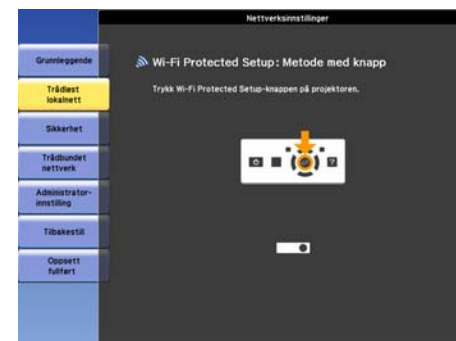 Nettverksinnstillinger
Grunnleggende
Trådløst
lokalnett
Sikkerhet
Trådbundet
nettverk
Administrator-
innstilling
Tilbakestill
Oppsett
fullført
Wi-Fi Protected Setup: Metode med knapp
Trykk Wi-Fi Protected Setup-knappen på projektoren.